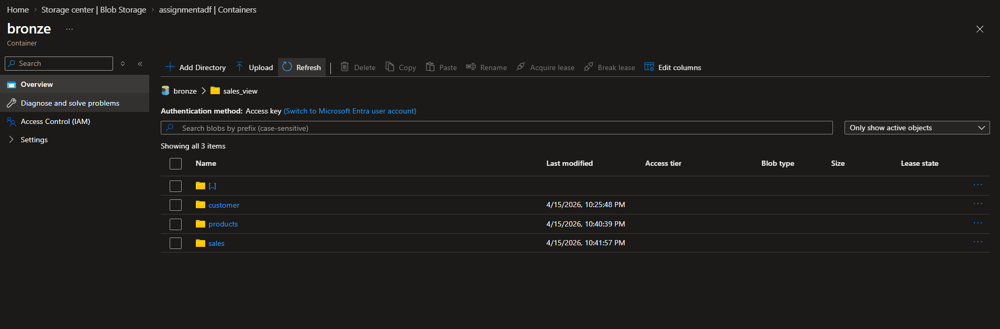 Home > Storage center | Blob Storage > assignmentadf | Containers
bronze ...
Container
Search
Overview
Diagnose and solve problems
Access Control (IAM)
Settings
Add Directory Upload Refresh Delete Copy Paste Rename Acquire lease Break lease Edit columns
bronze > sales_view
Authentication method: Access key (Switch to Microsoft Entra user account)
Search blobs by prefix (case-sensitive) Only show active objects
Showing all 3 items
Name Last modified Access tier Blob type Size Lease state
[..] ...
customer 4/15/2026, 10:25:48 PM ...
products 4/15/2026, 10:40:39 PM ...
sales 4/15/2026, 10:41:57 PM ...